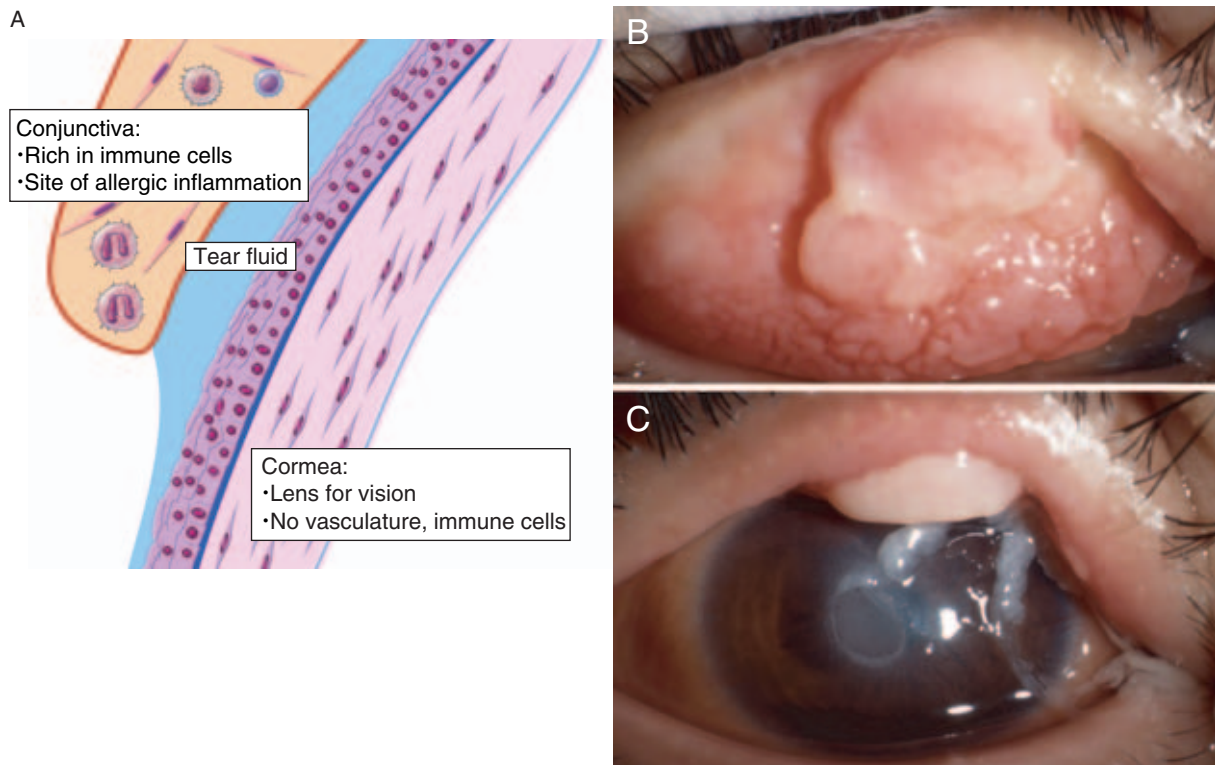 A
Conjunctiva:
・Rich in immune cells
・Site of allergic inflammation
Tear fluid
Cormea:
・Lens for vision
・No vasculature, immune cells
B
C